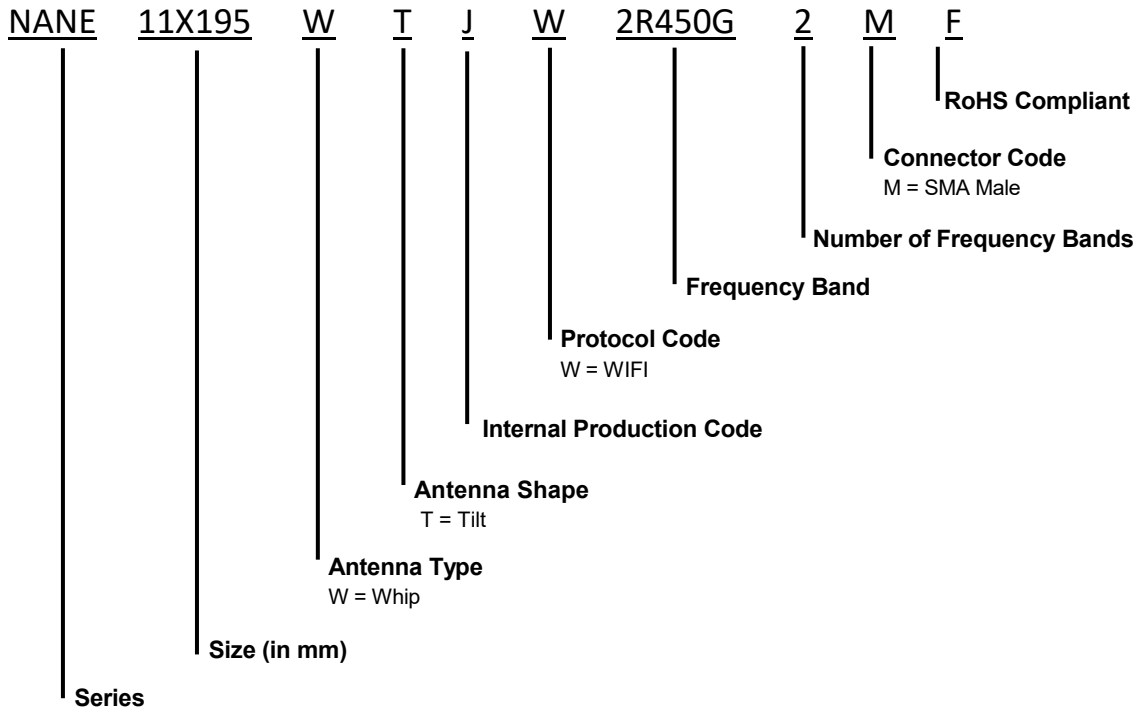 NANE 11X195 W T J W 2R450G 2 M F
RoHS Compliant
Connector Code
M = SMA Male
Number of Frequency Bands
Frequency Band
Protocol Code
W = WIFI
Internal Production Code
Antenna Shape
T = Tilt
Antenna Type
W = Whip
Size (in mm)
Series